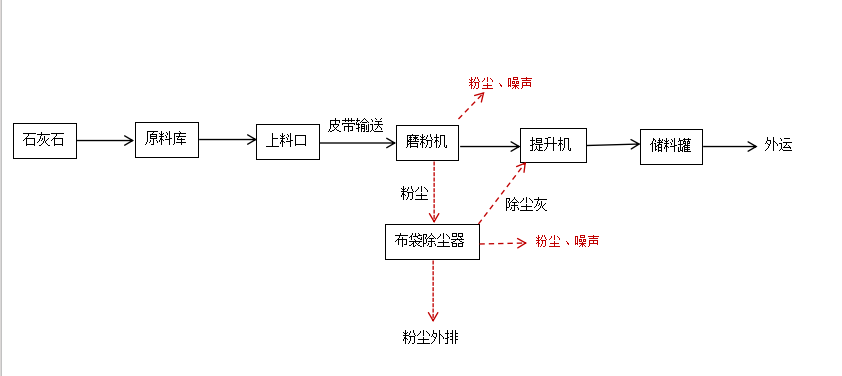 粉尘、噪声
皮带输送
石灰石
原料库
上料口
磨粉机
提升机
储料罐
外运
粉尘
除尘灰
布袋除尘器
粉尘、噪声
粉尘外排